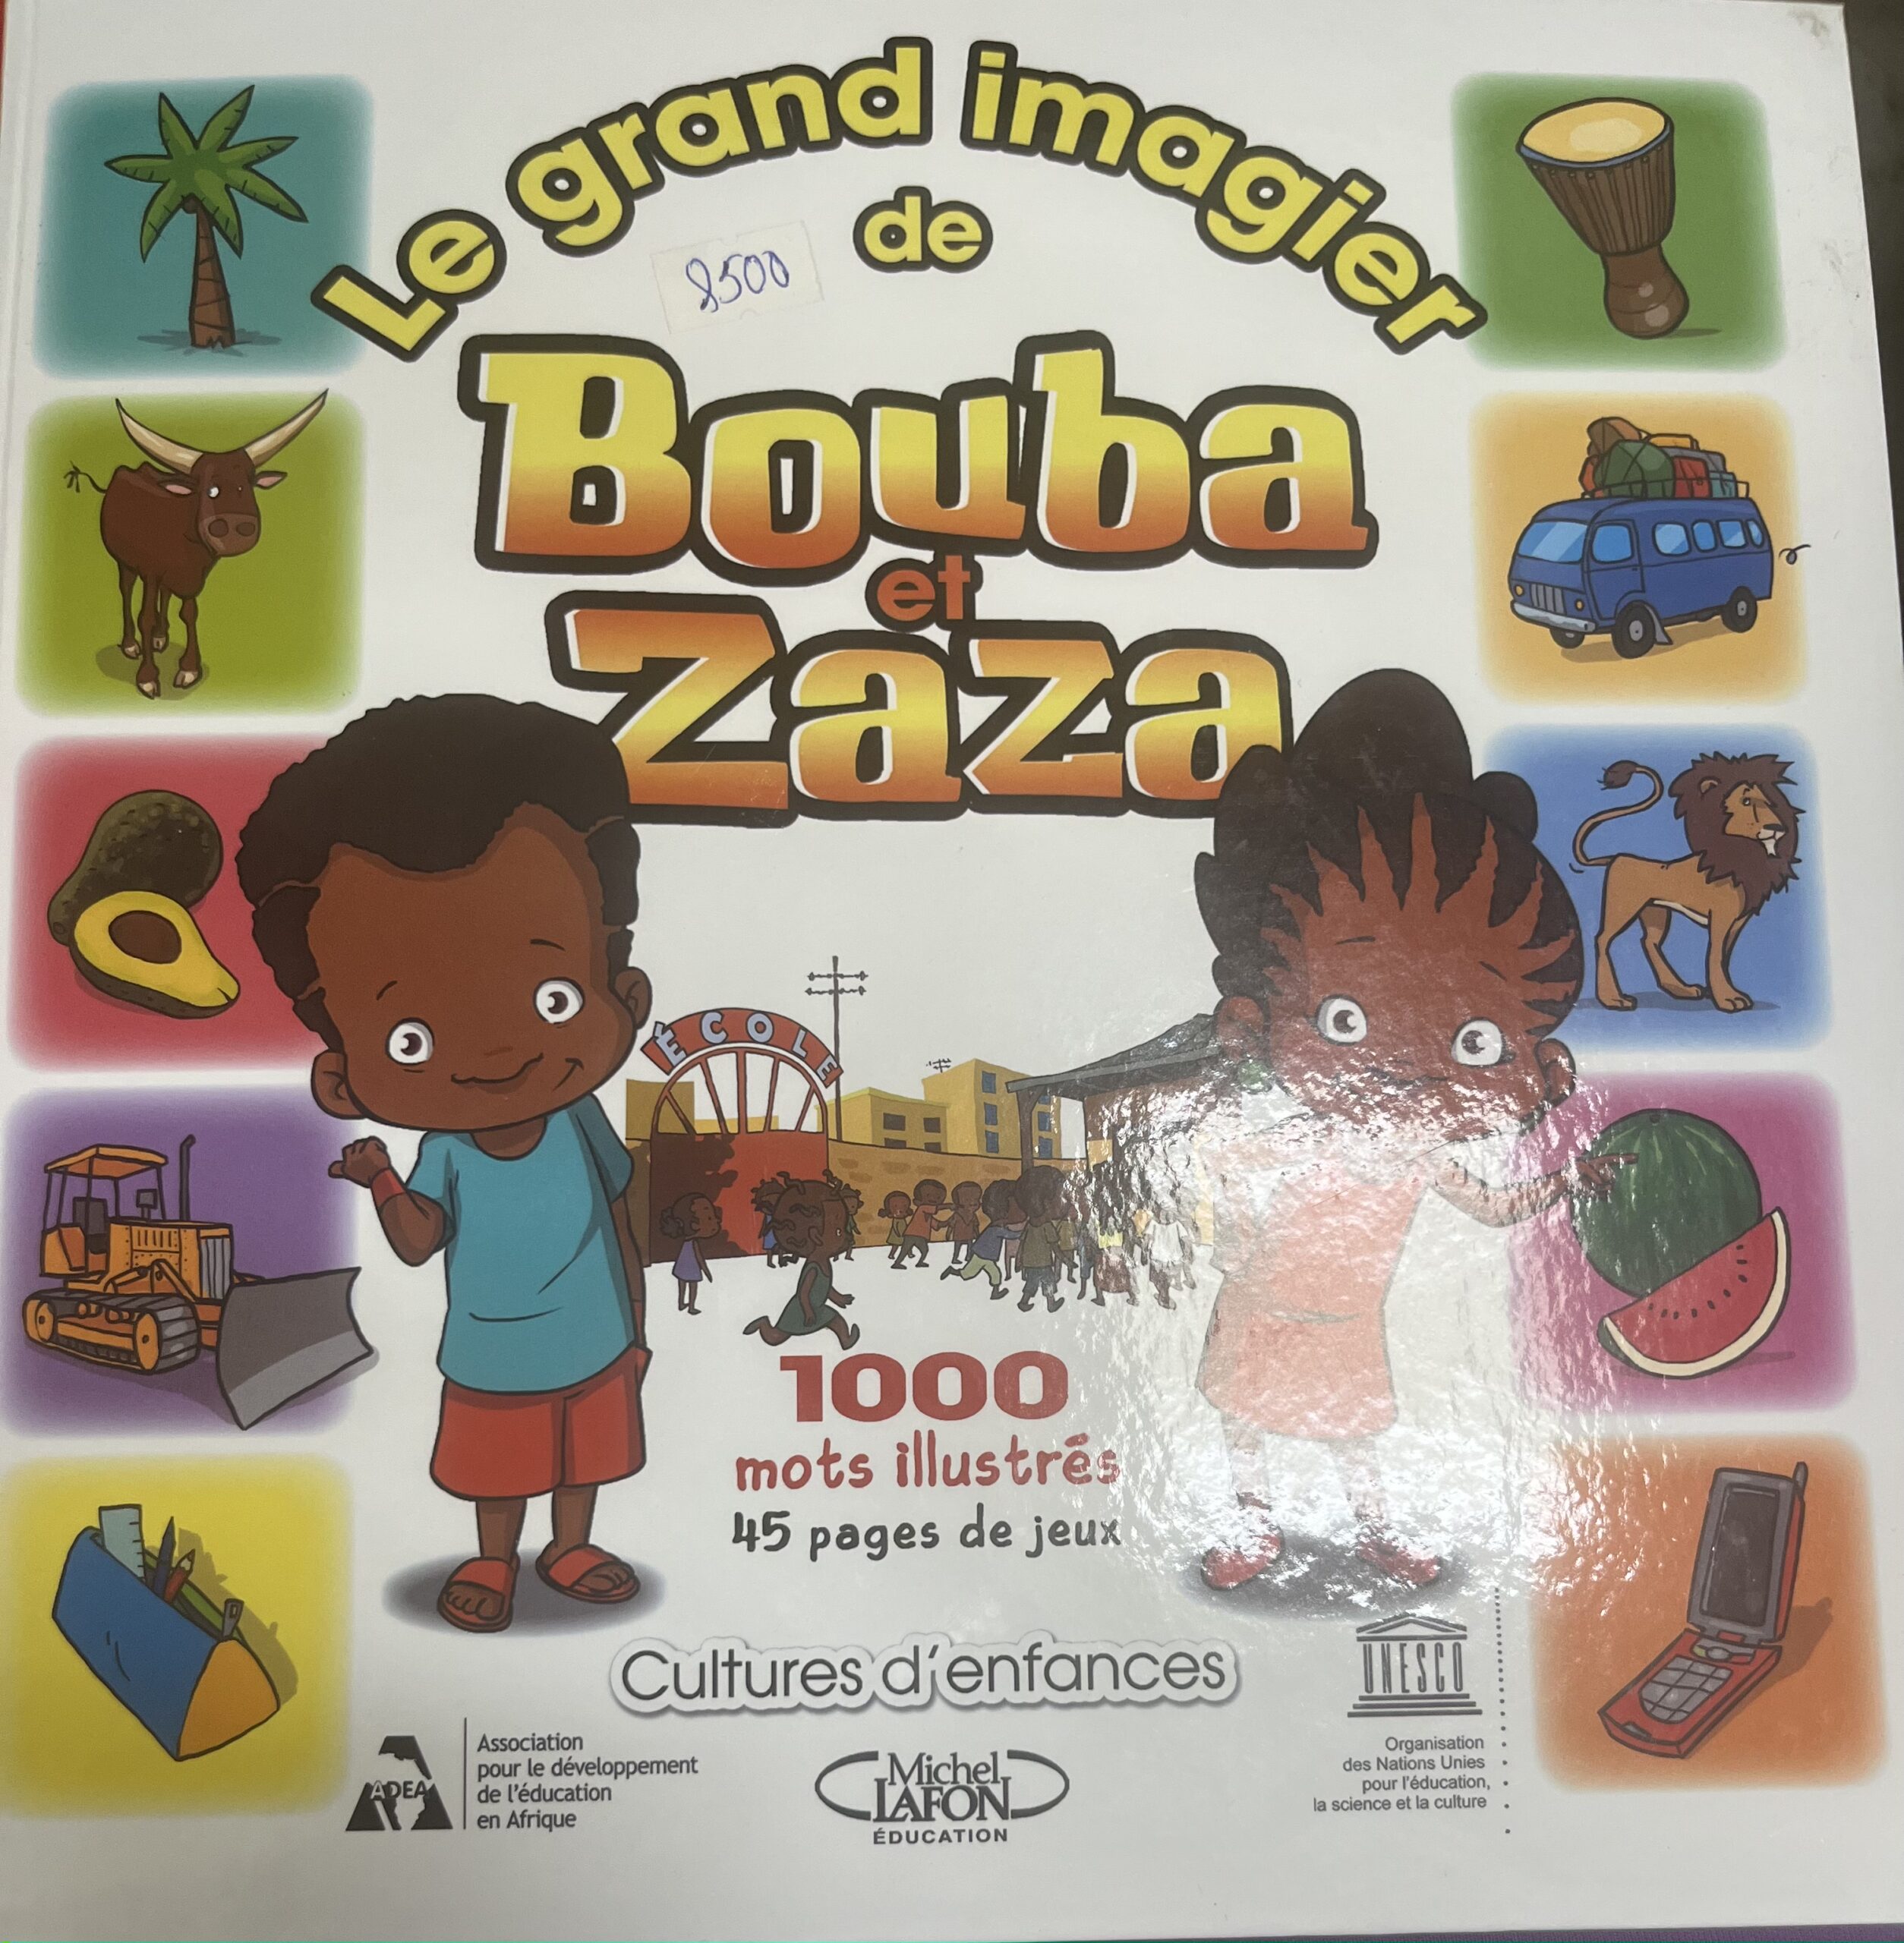 Le grand imagier
de
8500
Bouba
et
Zaza
ÉCOLE
1000
mots illustrés
45 pages de jeux
Cultures d'enfances
ADEA
Association
pour le développement
de l'éducation
en Afrique
Michel
LAFON
ÉDUCATION
UNESCO
Organisation
des Nations Unies
pour l'éducation,
la science et la culture